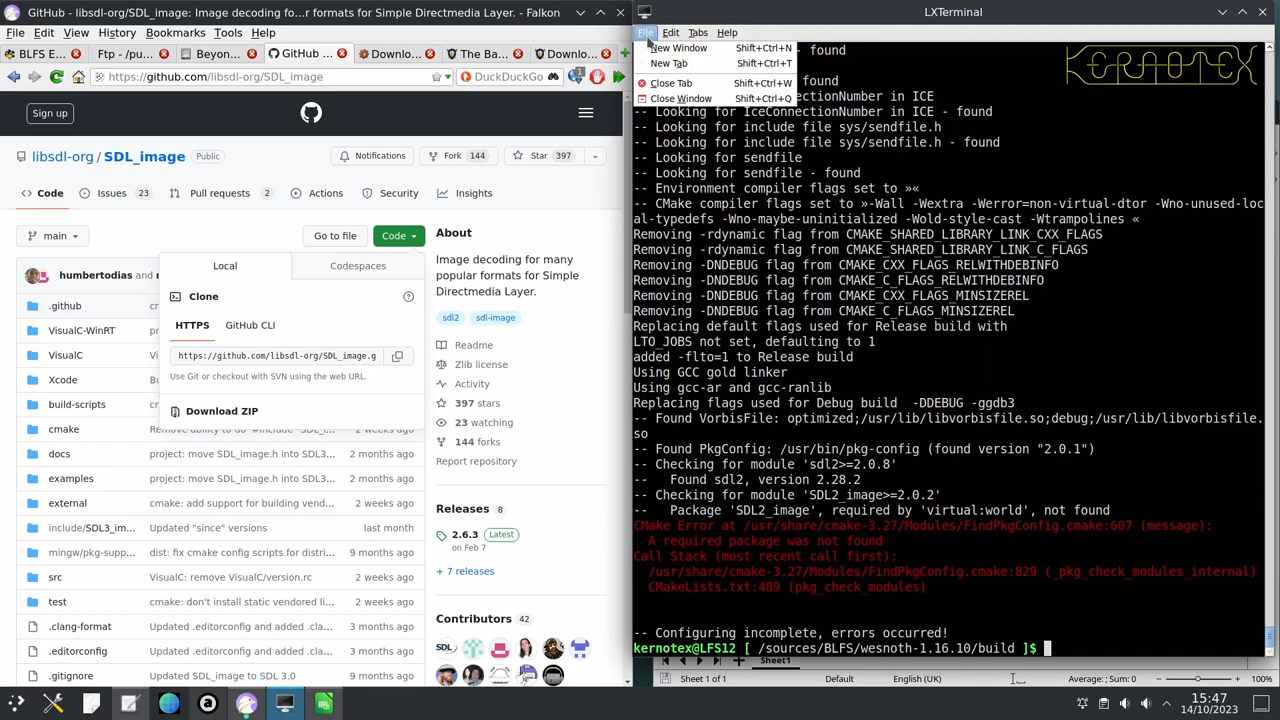 GitHub - libsdl-org/SDL_image: Image decoding fo...r formats for Simple Directmedia Layer. - Falkon
File Edit View History Bookmarks Tools Help
BLFS E... Ftp - /pu... Beyon... GitHub ... Downlo... The Ba... Downlo...
https://github.com/libsdl-org/SDL_image
DuckDuckGo
Sign up
libsdl-org / SDL_image Public
Notifications Fork 144 Star 397
Code Issues 23 Pull requests 2 Actions Security Insights
main Go to file Code
Local Codespaces
Clone
HTTPS GitHub CLI
https://github.com/libsdl-org/SDL_image.g
Use Git or checkout with SVN using the web URL.
Download ZIP
humbertodias and
.github
VisualC-WinRT
VisualC
Xcode
build-scripts
cmake Remove ability to do "#include "SDL_i... 2 months ago
docs project: move SDL_image.h into SDL3... 2 months ago
examples project: move SDL_image.h into SDL3... 2 months ago
external cmake: add support for building vend... 2 weeks ago
include/SDL3_im... Updated "since" versions last month
mingw/pkg-supp... dist: fix cmake config scripts for distri... 9 months ago
src VisualC: remove VisualC/version.rc 2 weeks ago
test cmake: don't install static vendored li... 2 months ago
.clang-format Updated .editorconfig and added .cla... 9 months ago
.editorconfig Updated .editorconfig and added .cla... 9 months ago
.gitignore Updated SDL to SDL 3.0 9 months ago
About
Image decoding for many
popular formats for Simple
Directmedia Layer.
sdl2 sdl-image
Readme
Zlib license
Activity
397 stars
23 watching
144 forks
Report repository
Releases 8
2.6.3 Latest
on Feb 7
+ 7 releases
Contributors 42
LXTerminal
File Edit Tabs Help
New Window Shift+Ctrl+N
New Tab Shift+Ctrl+T
Close Tab Shift+Ctrl+W
Close Window Shift+Ctrl+Q
KERNOTEX
- found
found
connectionNumber in ICE
-- Looking for IceConnectionNumber in ICE - found
-- Looking for include file sys/sendfile.h
-- Looking for include file sys/sendfile.h - found
-- Looking for sendfile
-- Looking for sendfile - found
-- Environment compiler flags set to »«
-- CMake compiler flags set to »-Wall -Wextra -Werror=non-virtual-dtor -Wno-unused-loc
al-typedefs -Wno-maybe-uninitialized -Wold-style-cast -Wtrampolines «
Removing -rdynamic flag from CMAKE_SHARED_LIBRARY_LINK_CXX_FLAGS
Removing -rdynamic flag from CMAKE_SHARED_LIBRARY_LINK_C_FLAGS
Removing -DNDEBUG flag from CMAKE_CXX_FLAGS_RELWITHDEBINFO
Removing -DNDEBUG flag from CMAKE_C_FLAGS_RELWITHDEBINFO
Removing -DNDEBUG flag from CMAKE_CXX_FLAGS_MINSIZEREL
Removing -DNDEBUG flag from CMAKE_C_FLAGS_MINSIZEREL
Replacing default flags used for Release build with
LTO_JOBS not set, defaulting to 1
added -flto=1 to Release build
Using GCC gold linker
Using gcc-ar and gcc-ranlib
Replacing flags used for Debug build  -DDEBUG -ggdb3
-- Found VorbisFile: optimized;/usr/lib/libvorbisfile.so;debug;/usr/lib/libvorbisfile.
so
-- Found PkgConfig: /usr/bin/pkg-config (found version "2.0.1")
-- Checking for module 'sdl2>=2.0.8'
--   Found sdl2, version 2.28.2
-- Checking for module 'SDL2_image>=2.0.2'
--   Package 'SDL2_image', required by 'virtual:world', not found
CMake Error at /usr/share/cmake-3.27/Modules/FindPkgConfig.cmake:607 (message):
A required package was not found
Call Stack (most recent call first):
/usr/share/cmake-3.27/Modules/FindPkgConfig.cmake:829 (_pkg_check_modules_internal)
CMakeLists.txt:489 (pkg_check_modules)
-- Configuring incomplete, errors occurred!
kernotex@LFS12 [ /sources/BLFS/wesnoth-1.16.10/build ]$
Sheet1
Sheet 1 of 1 Default English (UK) Average: ; Sum: 0 100%
15:47
14/10/2023